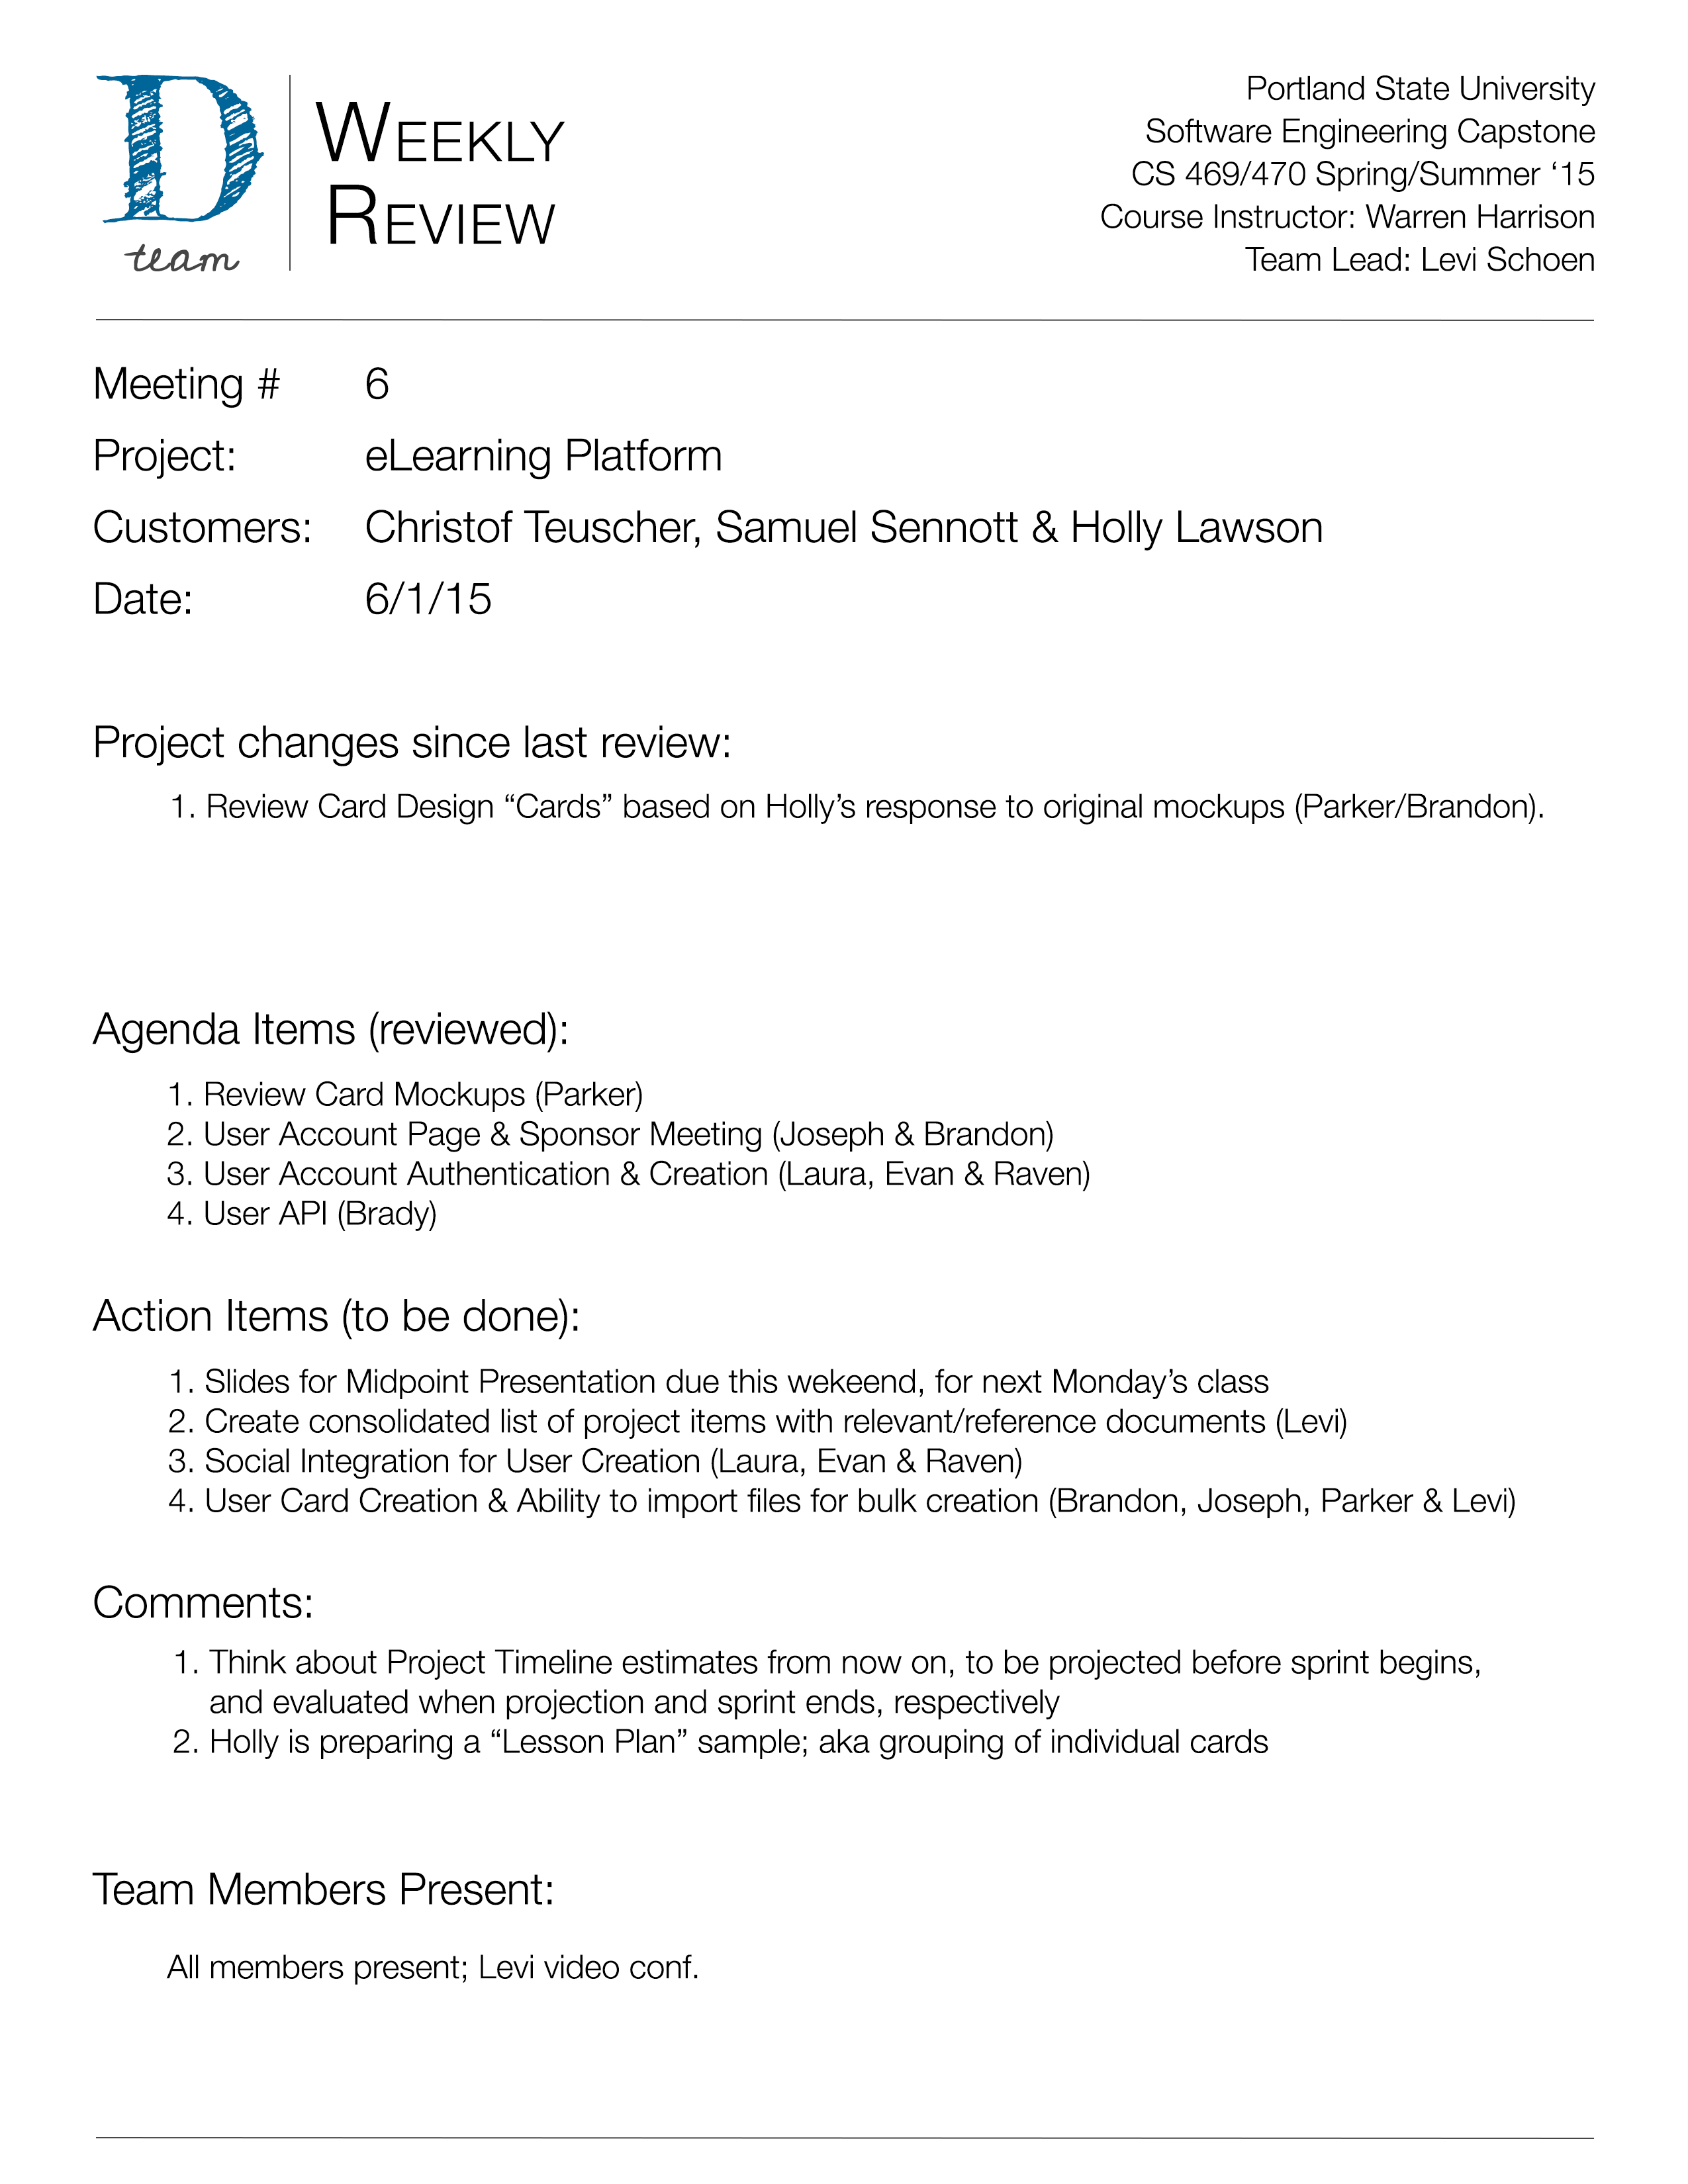 D
team
WEEKLY
REVIEW
Portland State University
Software Engineering Capstone
CS 469/470 Spring/Summer ‘15
Course Instructor: Warren Harrison
Team Lead: Levi Schoen
Meeting # 6
Project: eLearning Platform
Customers: Christof Teuscher, Samuel Sennott & Holly Lawson
Date: 6/1/15
Project changes since last review:
1. Review Card Design “Cards” based on Holly’s response to original mockups (Parker/Brandon).
Agenda Items (reviewed):
1. Review Card Mockups (Parker)
2. User Account Page & Sponsor Meeting (Joseph & Brandon)
3. User Account Authentication & Creation (Laura, Evan & Raven)
4. User API (Brady)
Action Items (to be done):
1. Slides for Midpoint Presentation due this wekeend, for next Monday’s class
2. Create consolidated list of project items with relevant/reference documents (Levi)
3. Social Integration for User Creation (Laura, Evan & Raven)
4. User Card Creation & Ability to import files for bulk creation (Brandon, Joseph, Parker & Levi)
Comments:
1. Think about Project Timeline estimates from now on, to be projected before sprint begins,
and evaluated when projection and sprint ends, respectively
2. Holly is preparing a “Lesson Plan” sample; aka grouping of individual cards
Team Members Present:
All members present; Levi video conf.